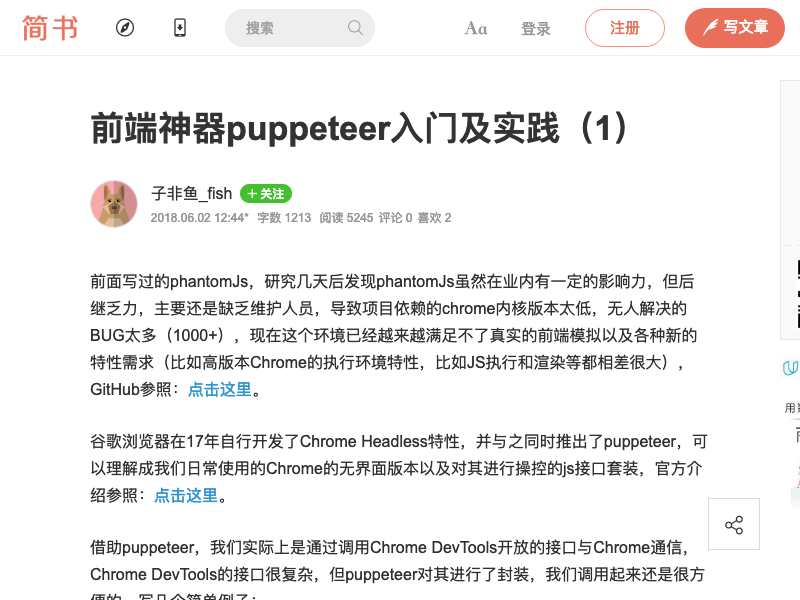 简书
搜索
Aa
登录
注册
写文章
前端神器puppeteer入门及实践（1）
子非鱼_fish
+关注
2018.06.02 12:44* 字数 1213 阅读 5245 评论 0 喜欢 2
前面写过的phantomJs，研究几天后发现phantomJs虽然在业内有一定的影响力，但后
继乏力，主要还是缺乏维护人员，导致项目依赖的chrome内核版本太低，无人解决的
BUG太多（1000+），现在这个环境已经越来越满足不了真实的前端模拟以及各种新的
特性需求（比如高版本Chrome的执行环境特性，比如JS执行和渲染等都相差很大），
GitHub参照：点击这里。
谷歌浏览器在17年自行开发了Chrome Headless特性，并与之同时推出了puppeteer，可
以理解成我们日常使用的Chrome的无界面版本以及对其进行操控的js接口套装，官方介
绍参照：点击这里。
借助puppeteer，我们实际上是通过调用Chrome DevTools开放的接口与Chrome通信，
Chrome DevTools的接口很复杂，但puppeteer对其进行了封装，我们调用起来还是很方
便的，写几个简单例子：